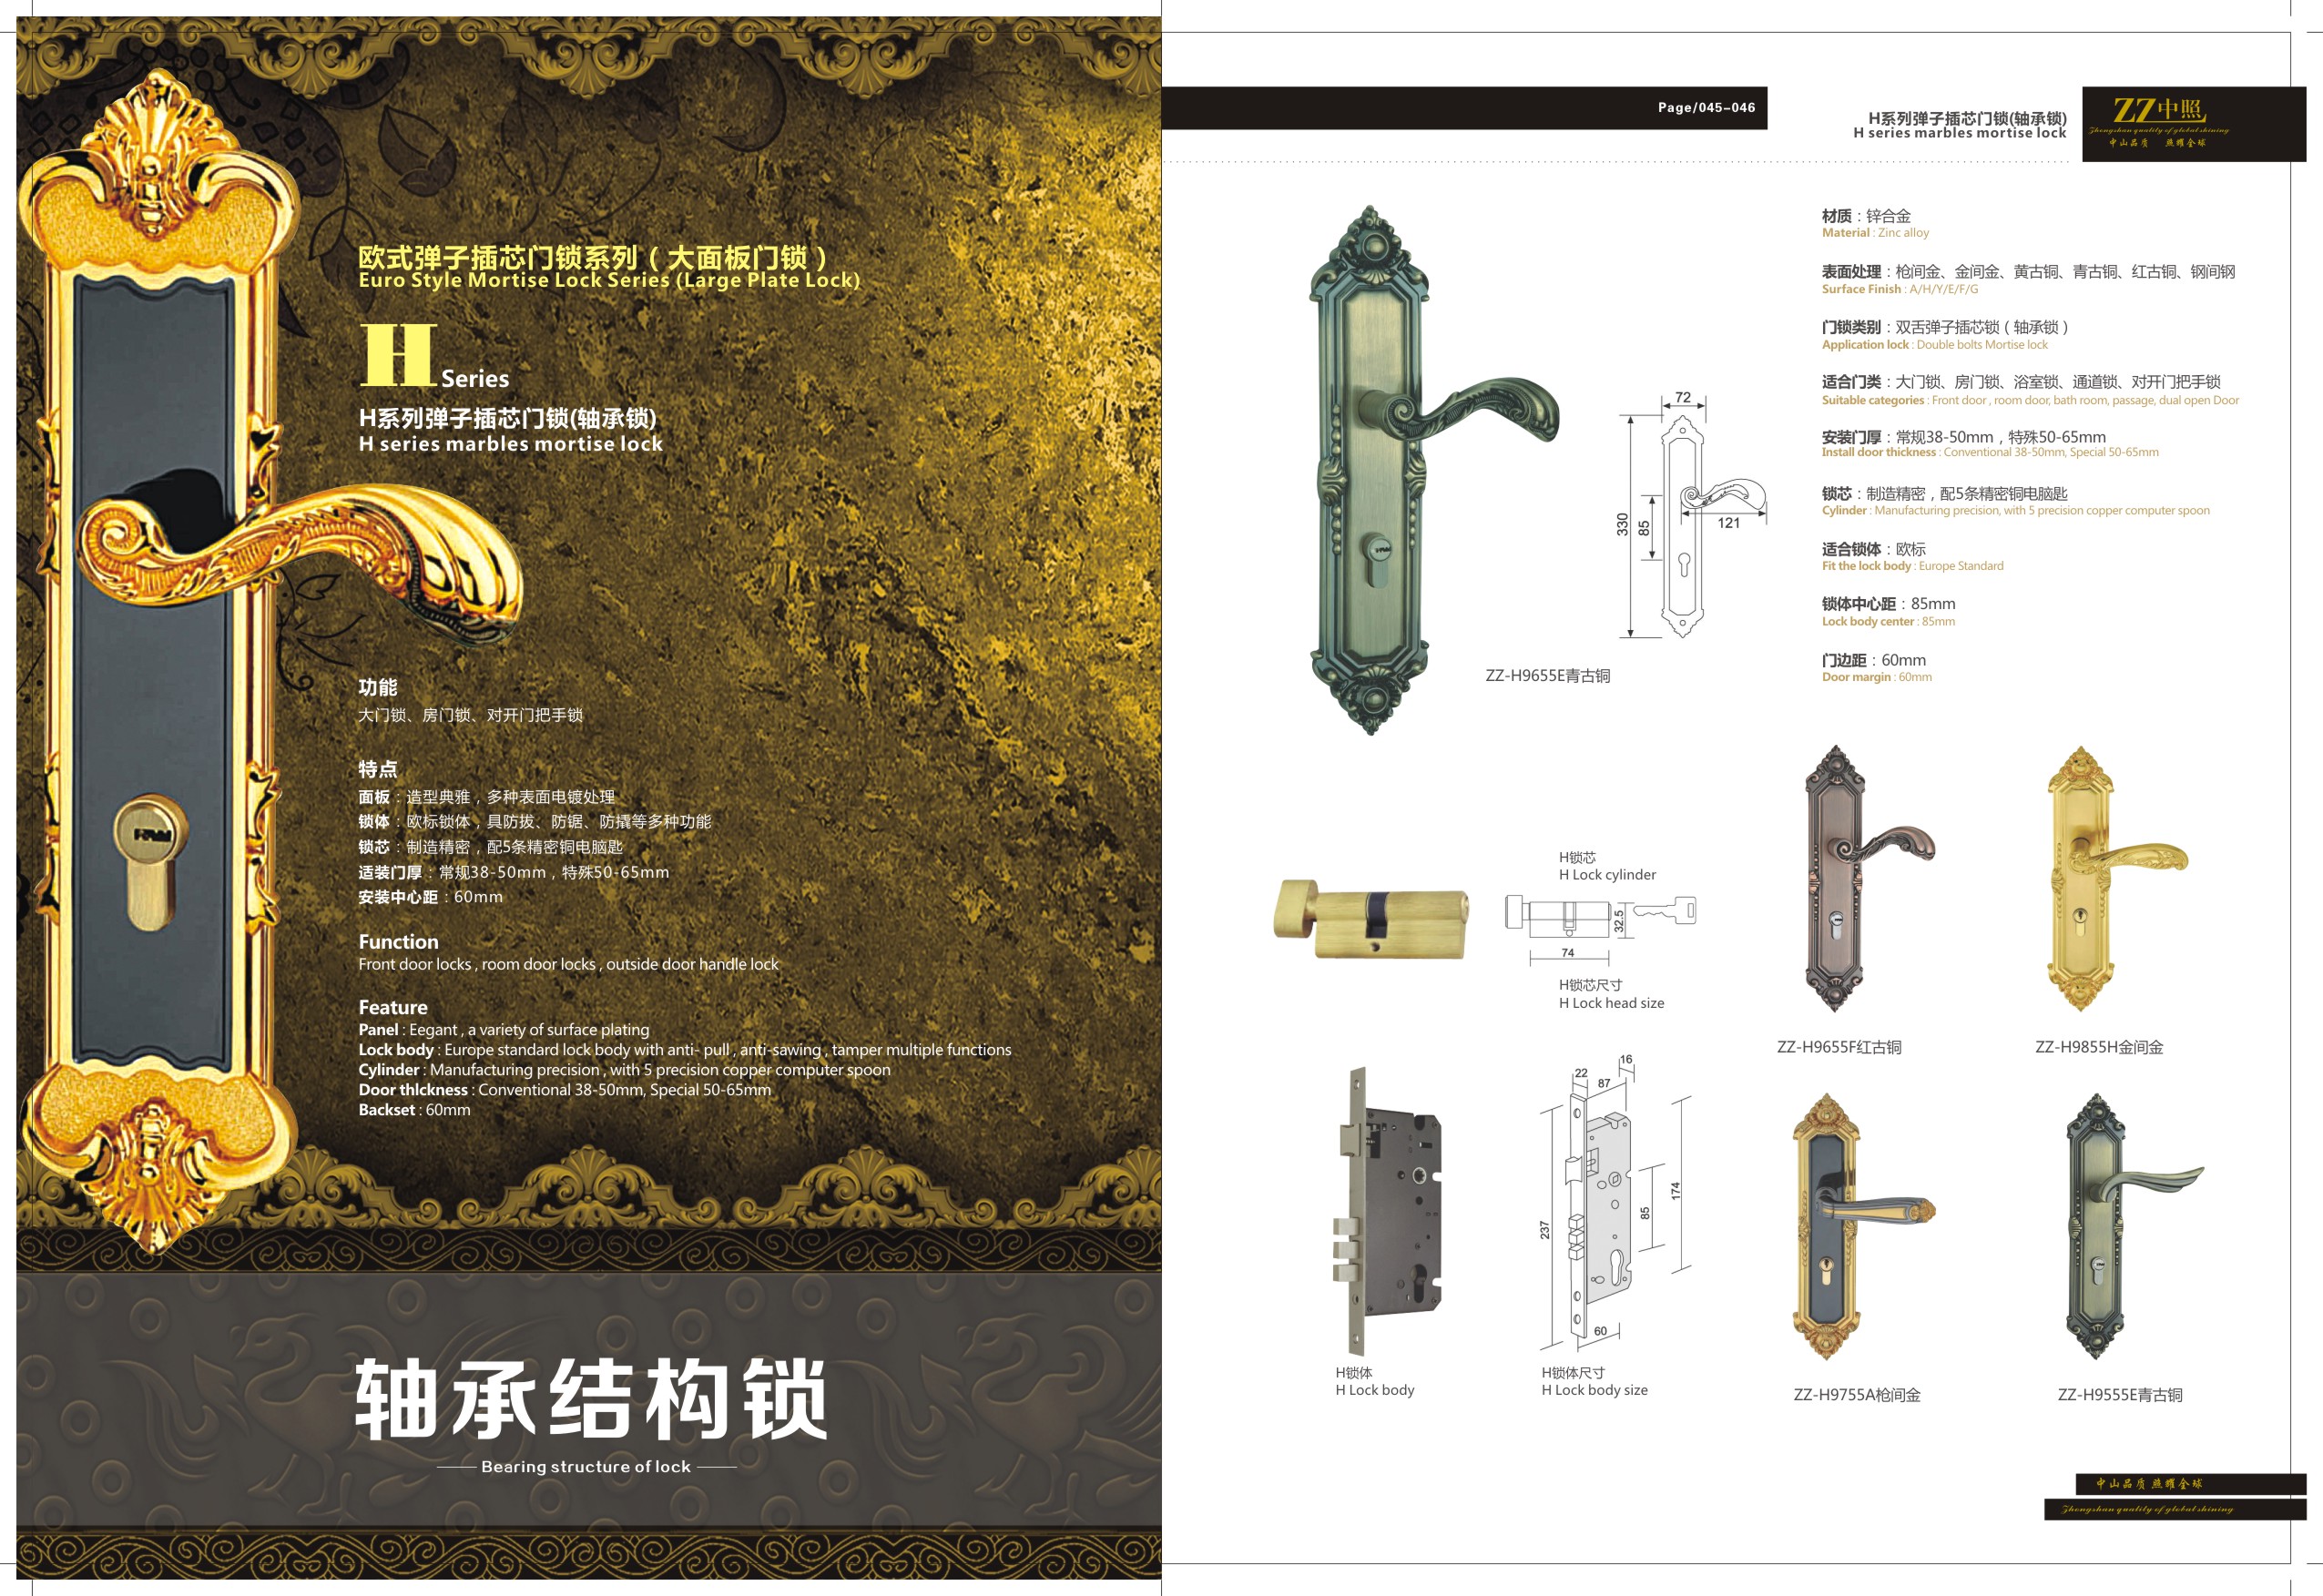 欧式弹子插芯门锁系列（大面板门锁）
Euro Style Mortise Lock Series (Large Plate Lock)
H Series
H系列弹子插芯门锁(轴承锁)
H series marbles mortise lock
功能
大门锁、房门锁、对开门把手锁
特点
面板：造型典雅，多种表面电镀处理
锁体：欧标锁体，具防拔、防锯、防撬等多种功能
锁芯：制造精密，配5条精密铜电脑匙
适装门厚：常规38-50mm，特殊50-65mm
安装中心距：60mm
Function
Front door locks , room door locks , outside door handle lock
Feature
Panel : Eegant , a variety of surface plating
Lock body : Europe standard lock body with anti- pull , anti-sawing , tamper multiple functions
Cylinder : Manufacturing precision , with 5 precision copper computer spoon
Door thIckness : Conventional 38-50mm, Special 50-65mm
Backset : 60mm
轴承结构锁
Bearing structure of lock
Page/045-046
H系列弹子插芯门锁(轴承锁)
H series marbles mortise lock
ZZ中照
Zhongshan quality of global shining
中山品质 照耀全球
材质：锌合金
Material : Zinc alloy
表面处理：枪间金、金间金、黄古铜、青古铜、红古铜、钢间钢
Surface Finish : A/H/Y/E/F/G
门锁类别：双舌弹子插芯锁（轴承锁）
Application lock : Double bolts Mortise lock
适合门类：大门锁、房门锁、浴室锁、通道锁、对开门把手锁
Suitable categories : Front door , room door, bath room, passage, dual open Door
安装门厚：常规38-50mm，特殊50-65mm
Install door thickness : Conventional 38-50mm, Special 50-65mm
锁芯：制造精密，配5条精密铜电脑匙
Cylinder : Manufacturing precision, with 5 precision copper computer spoon
适合锁体：欧标
Fit the lock body : Europe Standard
锁体中心距：85mm
Lock body center : 85mm
门边距：60mm
Door margin : 60mm
72
330
85
121
ZZ-H9655E青古铜
H锁芯
H Lock cylinder
32.5
74
H锁芯尺寸
H Lock head size
ZZ-H9655F红古铜
ZZ-H9855H金间金
16
22
87
237
85
174
60
H锁体
H Lock body
H锁体尺寸
H Lock body size
ZZ-H9755A枪间金
ZZ-H9555E青古铜
中山品质 照耀全球
Zhongshan quality of global shining